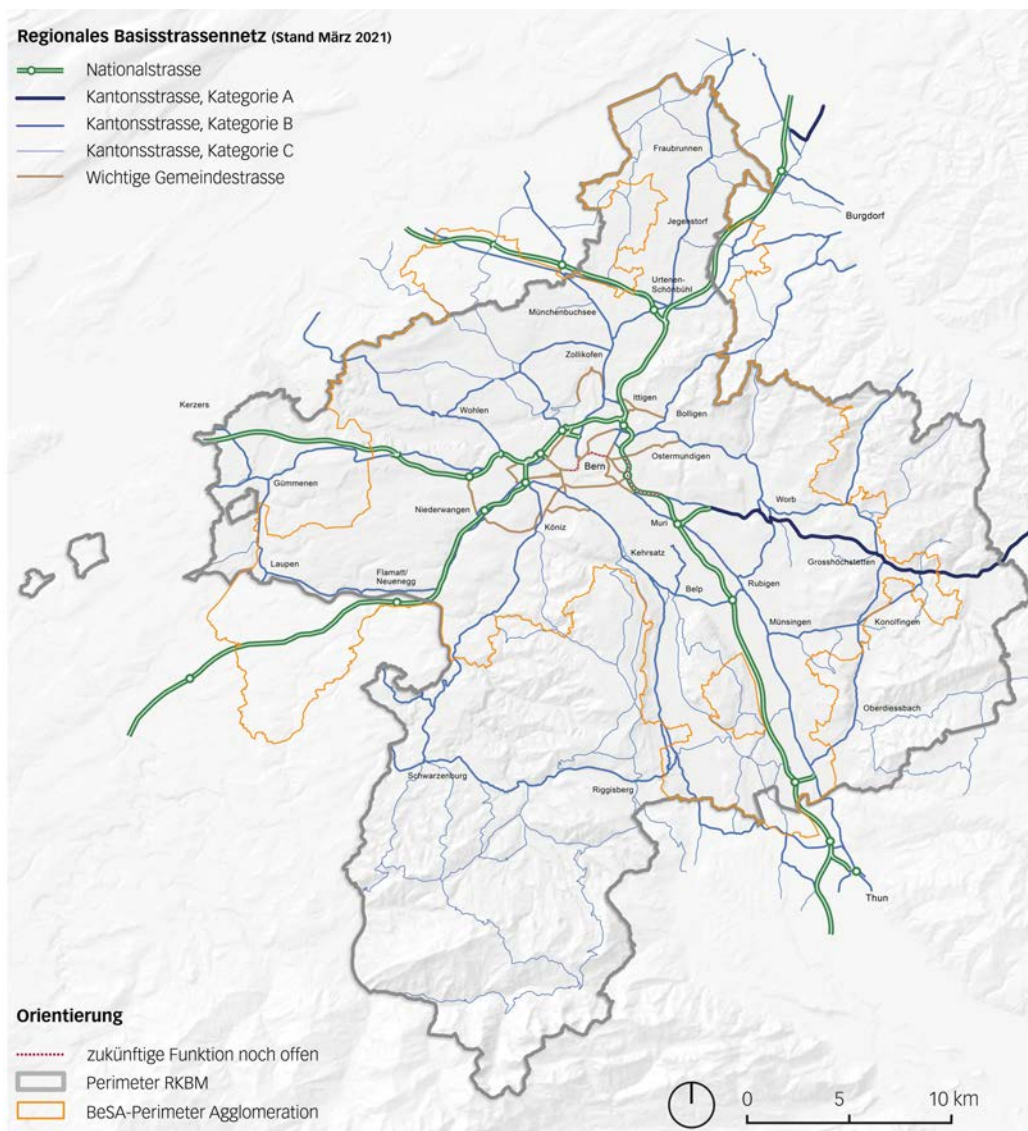 Regionales Basisstrassennetz (Stand März 2021)
Nationalstrasse
Kantonsstrasse, Kategorie A
Kantonsstrasse, Kategorie B
Kantonsstrasse, Kategorie C
Wichtige Gemeindestrasse
Fraubrunnen
Burgdorf
Jegenstorf
Urtenen-
Schönbühl
Münchenbuchsee
Zollikofen
Ittigen
Kerzers
Wohlen
Bolligen
Ostermundigen
Bern
Gümmenen
Worb
Niederwangen
Muri
Köniz
Kehrsatz
Grosshöchstetten
Laupen
Flamatt/
Neuenegg
Belp
Rubigen
Münsingen
Konolfingen
Oberdiessbach
Schwarzenburg
Riggisberg
Thun
Orientierung
zukünftige Funktion noch offen
Perimeter RKBM
BeSA-Perimeter Agglomeration
0 5 10 km